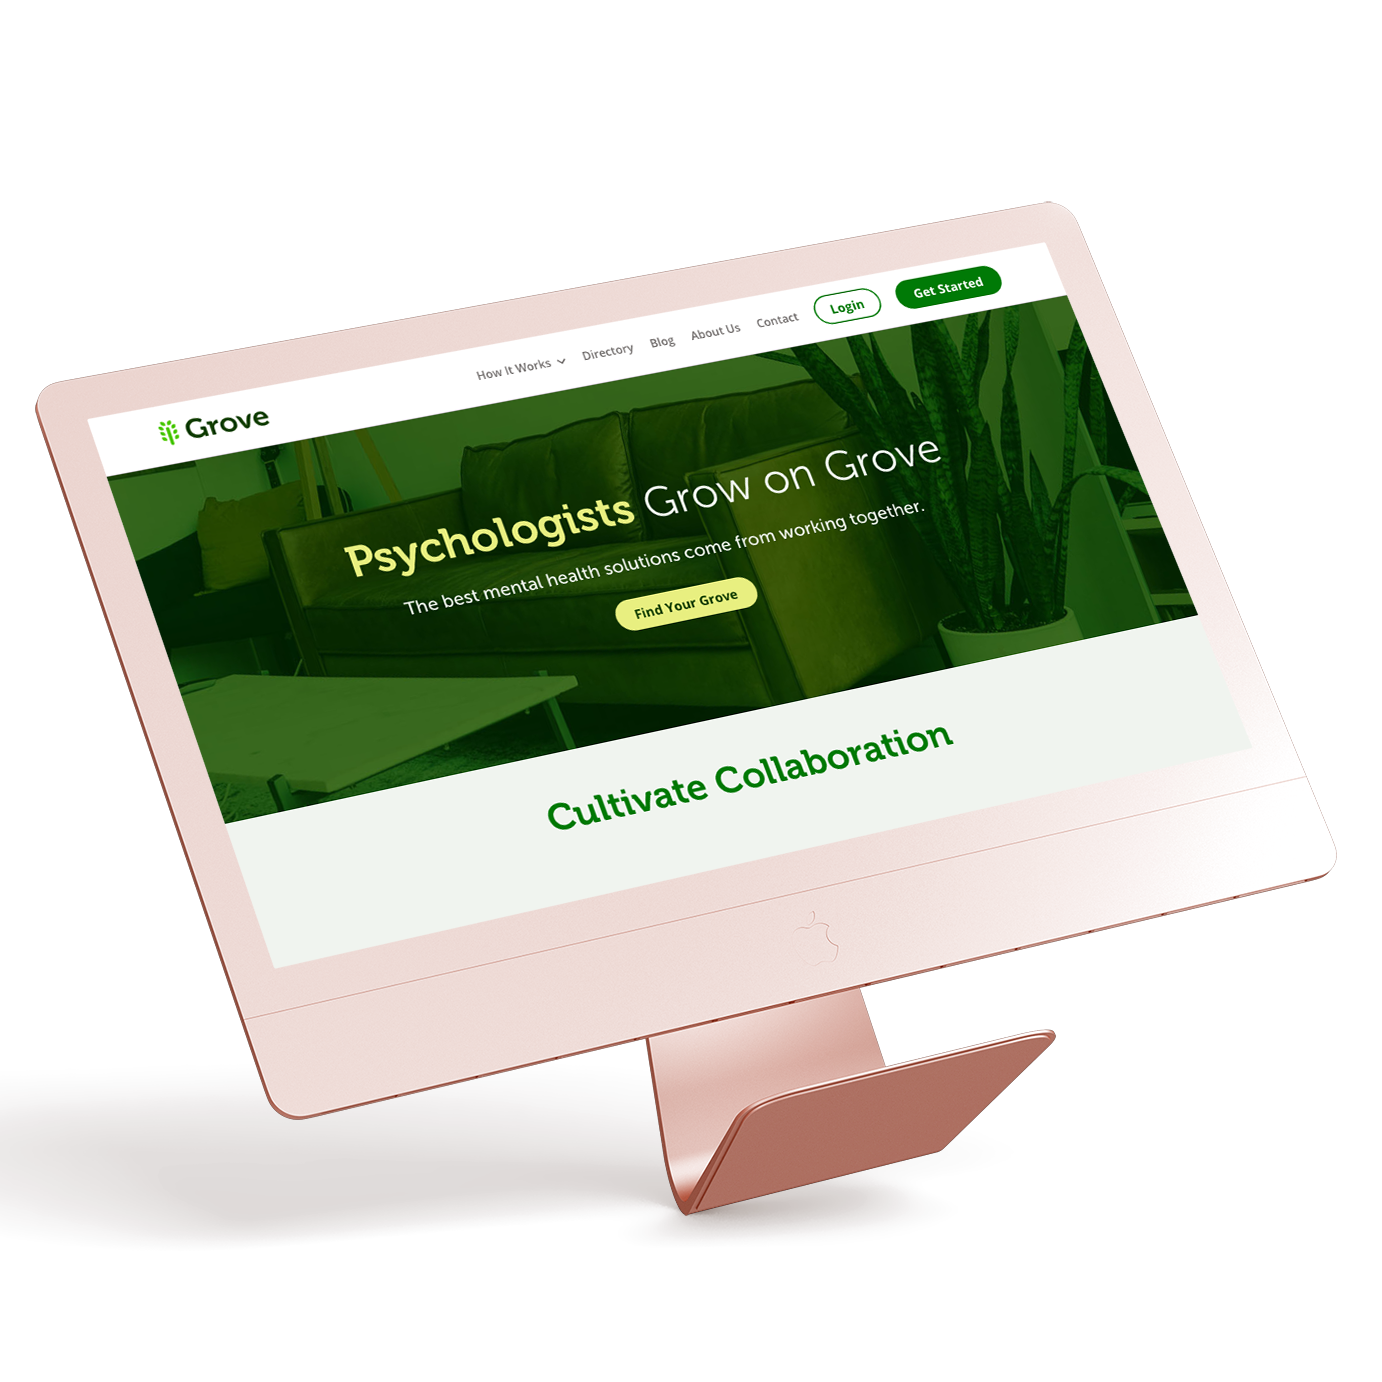 Grove
How It Works
Directory
Blog
About Us
Contact
Login
Get Started
Psychologists Grow on Grove
The best mental health solutions come from working together.
Find Your Grove
Cultivate Collaboration